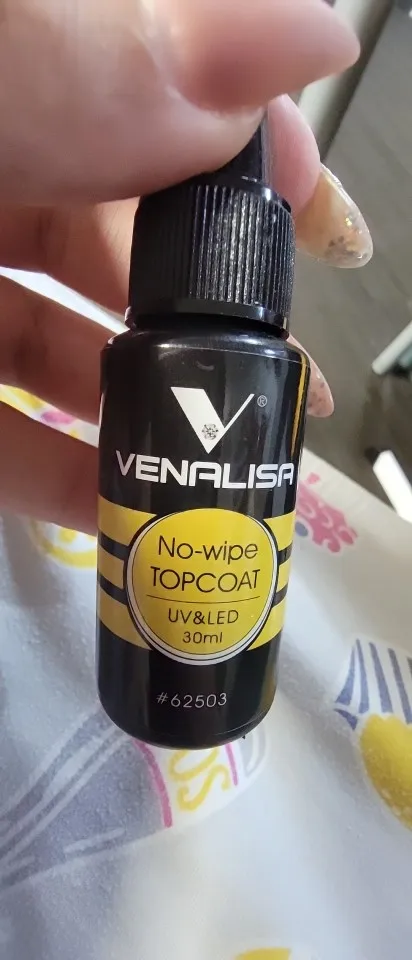 ®
VENALISA
No-wipe
TOPCOAT
UV&LED
30ml
#62503